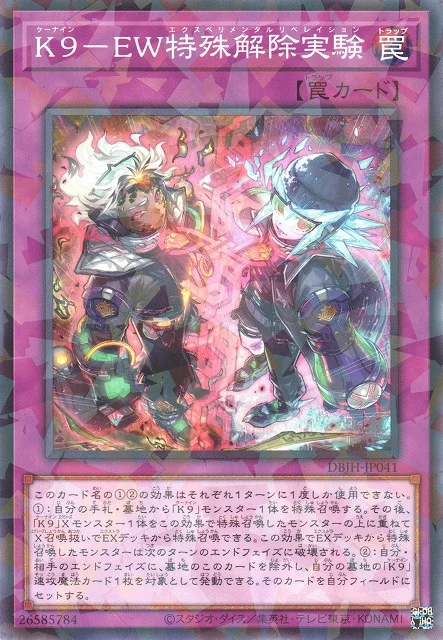 ケーナイン エクスペリメンタルリベレイション
K9－EW特殊解除実験 罠
トラップ
【罠カード】
DBJH-JP041
このカード名の①②の効果はそれぞれ1ターンに1度しか使用できない。
①：自分の手札・墓地から「K9」モンスター1体を特殊召喚する。その後、
「K9」Xモンスター1体をこの効果で特殊召喚したモンスターの上に重ねて
X召喚扱いでEXデッキから特殊召喚できる。この効果でEXデッキから特殊
召喚したモンスターは次のターンのエンドフェイズに破壊される。②：自分・
相手のエンドフェイズに、墓地のこのカードを除外し、自分の墓地の「K9」
速攻魔法カード1枚を対象として発動できる。そのカードを自分フィールドに
セットする。
26585784 ©スタジオ・ダイス／集英社・テレビ東京・KONAMI